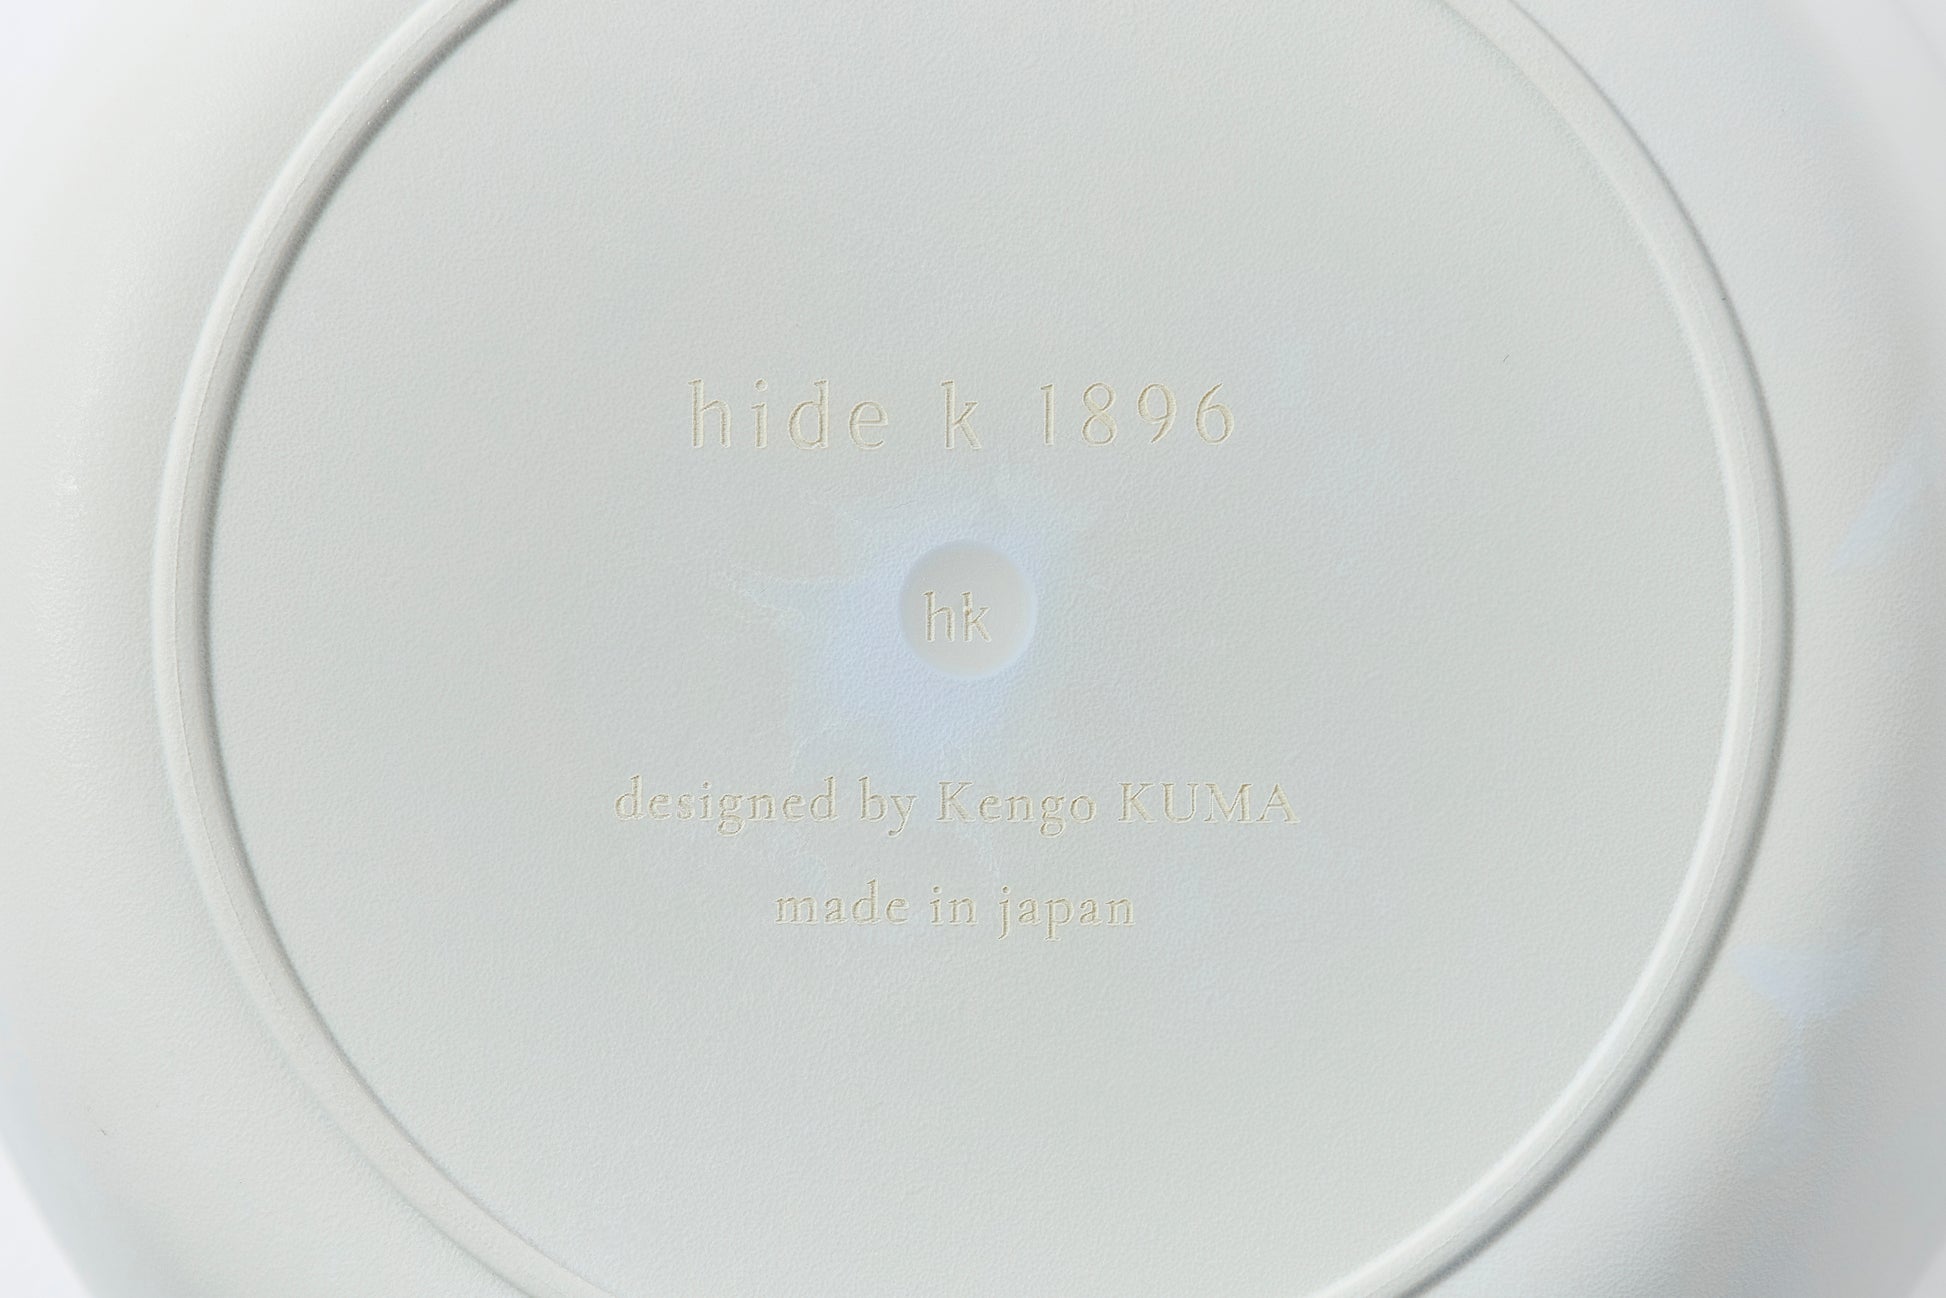 hide k 1896
hk
designed by Kengo KUMA
made in japan